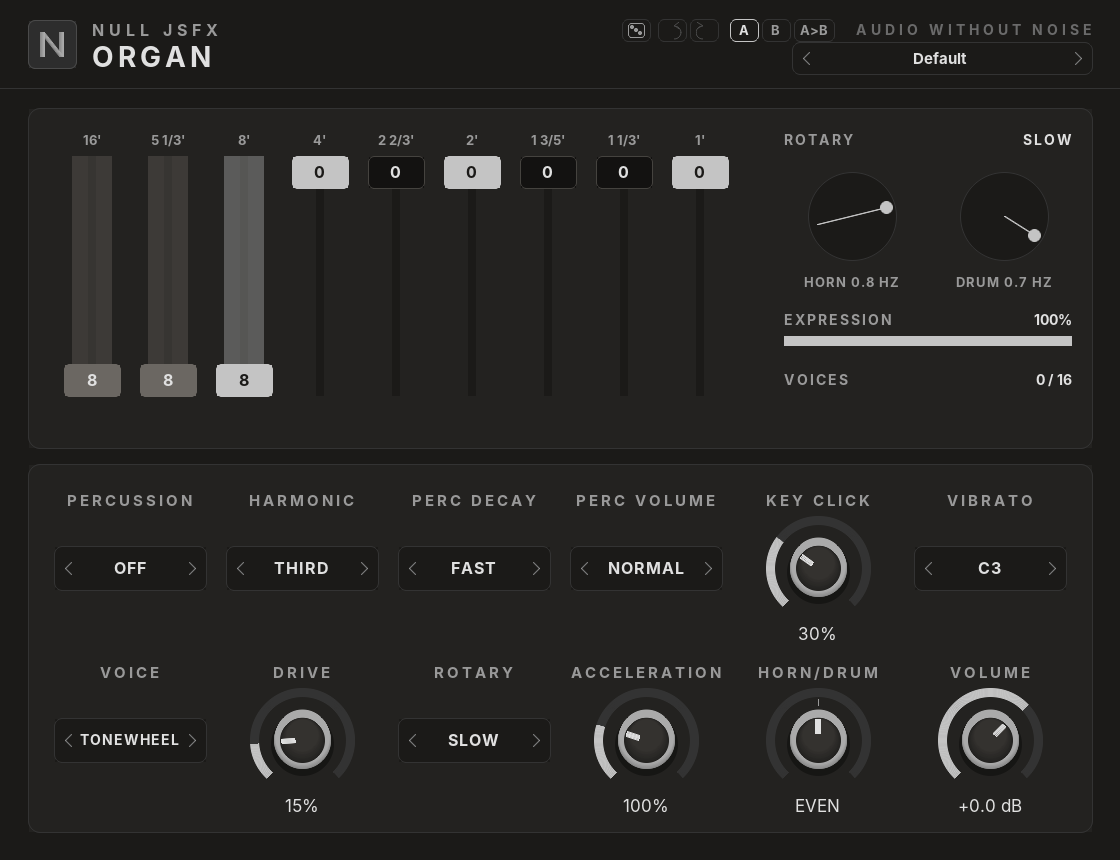 N
NULL JSFX
ORGAN
A B A>B
AUDIO WITHOUT NOISE
Default
16' 5 1/3' 8' 4' 2 2/3' 2' 1 3/5' 1 1/3' 1'
8 8 8 0 0 0 0 0 0
ROTARY SLOW
HORN 0.8 HZ DRUM 0.7 HZ
EXPRESSION 100%
VOICES 0 / 16
PERCUSSION HARMONIC PERC DECAY PERC VOLUME KEY CLICK VIBRATO
OFF THIRD FAST NORMAL C3
30%
VOICE DRIVE ROTARY ACCELERATION HORN/DRUM VOLUME
TONEWHEEL SLOW
15% 100% EVEN +0.0 dB